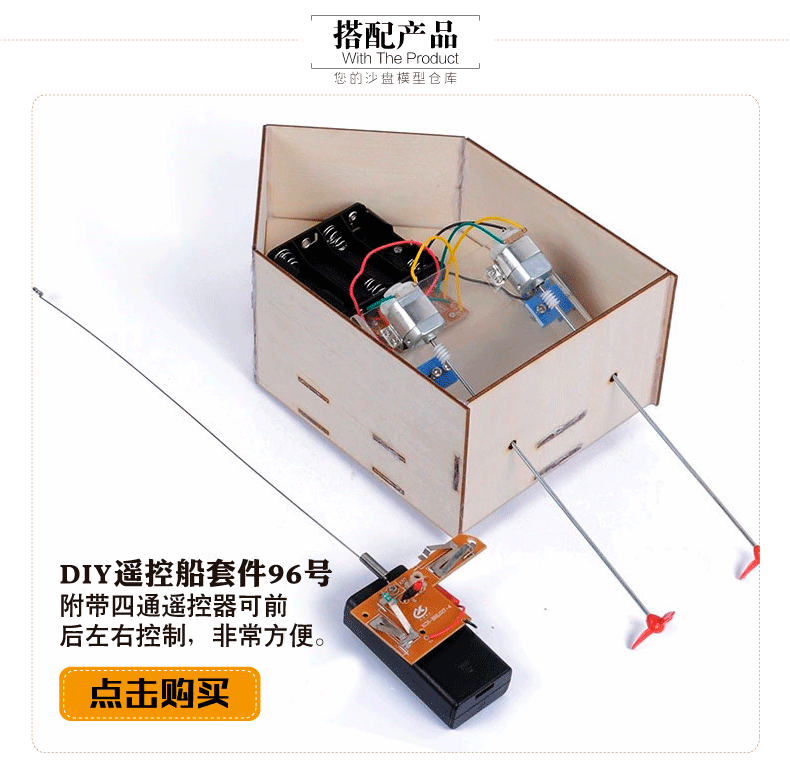 搭配产品
With The Product
您的沙盘模型仓库
DIY遥控船套件96号
附带四通遥控器可前
后左右控制，非常方便。
点击购买